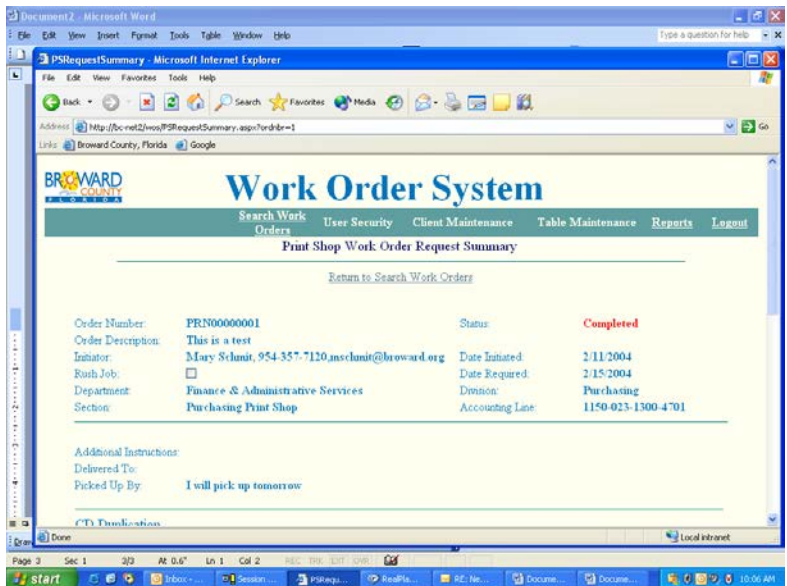 Document2 - Microsoft Word
File Edit View Insert Format Tools Table Window Help Type a question for help
PSRequestSummary - Microsoft Internet Explorer
File Edit View Favorites Tools Help
Back Search Favorites Media
Address http://bc-net2/wos/PSRequestSummary.aspx?ordnbr=1 Go
Links Broward County, Florida Google
BROWARD COUNTY FLORIDA
Work Order System
Search Work Orders User Security Client Maintenance Table Maintenance Reports Logout
Print Shop Work Order Request Summary
Return to Search Work Orders
Order Number: PRN00000001 Status: Completed
Order Description: This is a test
Initiator: Mary Schmit, 954-357-7120,mschmit@broward.org Date Initiated: 2/11/2004
Rush Job: Date Required: 2/15/2004
Department: Finance & Administrative Services Division: Purchasing
Section: Purchasing Print Shop Accounting Line: 1150-023-1300-4701
Additional Instructions:
Delivered To:
Picked Up By: I will pick up tomorrow
CD Duplication
Done Local intranet
Page 3 Sec 1 2/3 At 0.6" Ln 1 Col 2 REC TRK EXT OVR
start Inbox - ... Session ... PSRequ... RealPla... RE: Ne... Docume... Docume... 10:06 AM